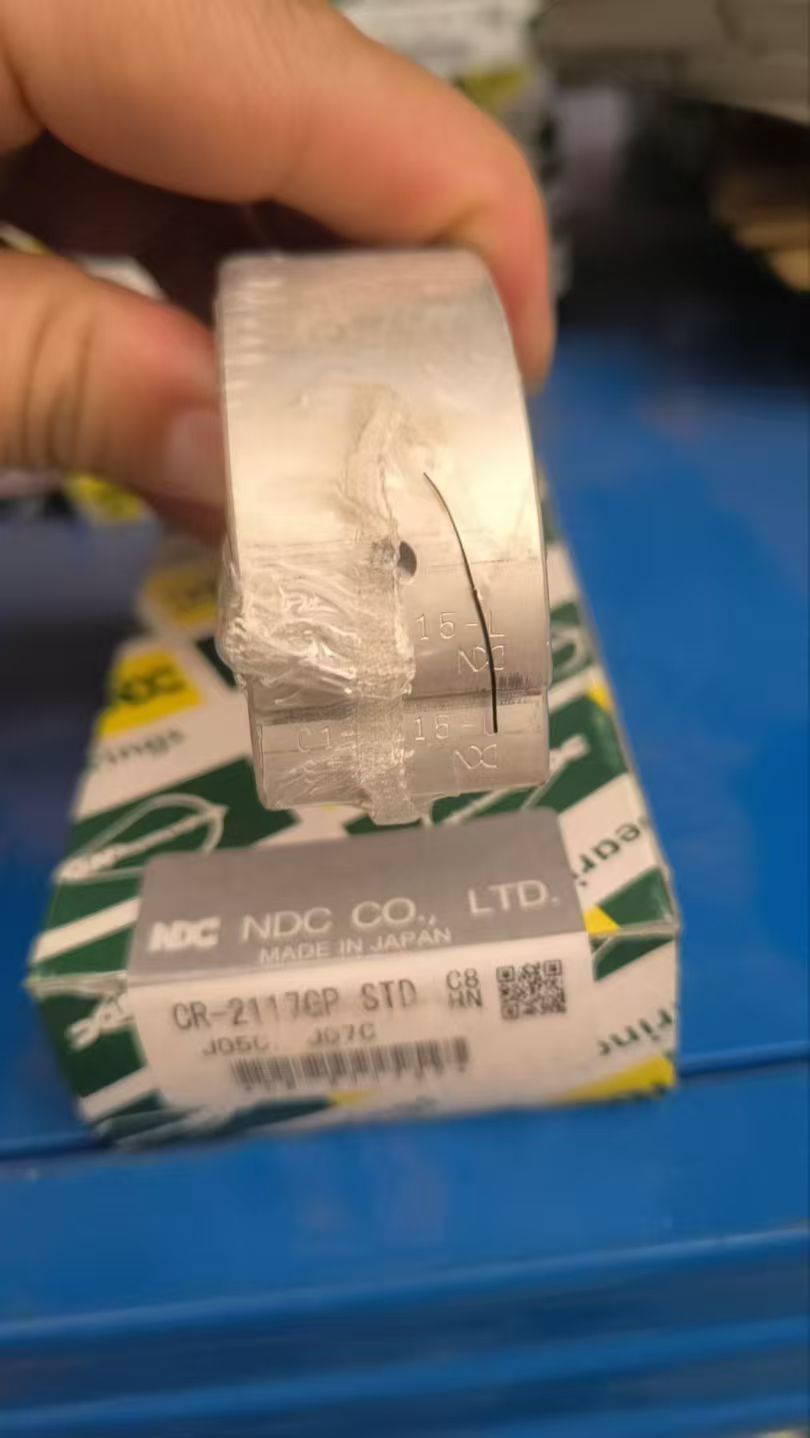 15-L
NDC
C1
15-L
NDC
NDC
NDC NDC CO., LTD.
MADE IN JAPAN
CR-2117GP STD
C8
HN
J05C. J07C